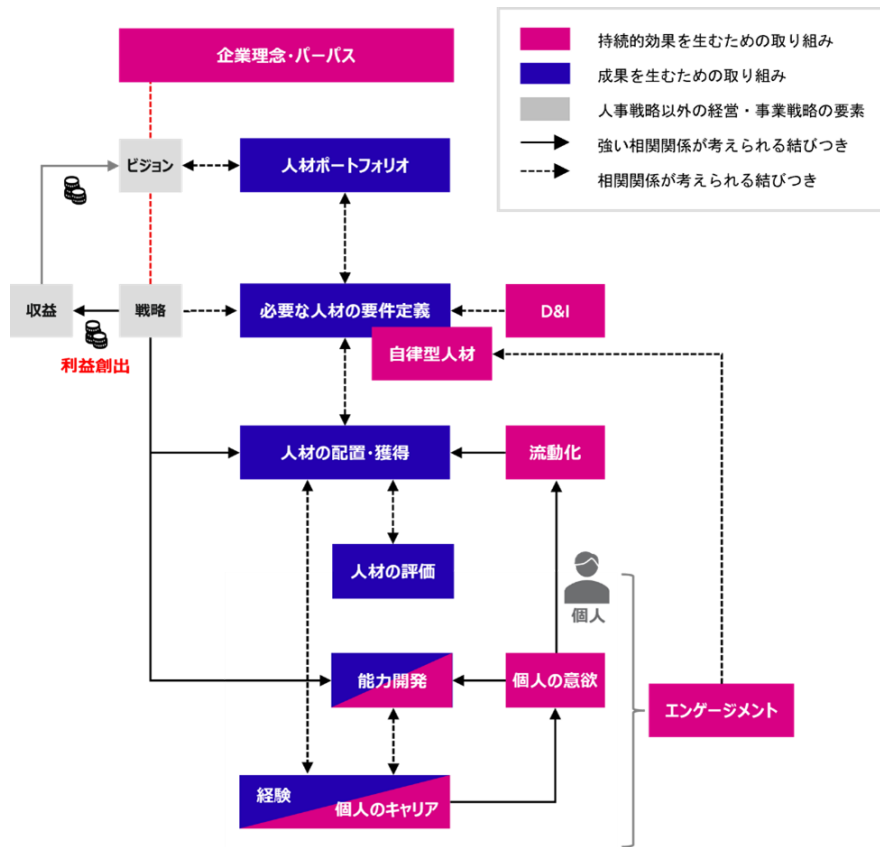 企業理念・パーパス
持続的効果を生むための取り組み
成果を生むための取り組み
人事戦略以外の経営・事業戦略の要素
強い相関関係が考えられる結びつき
相関関係が考えられる結びつき
ビジョン
人材ポートフォリオ
収益
戦略
必要な人材の要件定義
D&I
自律型人材
利益創出
人材の配置・獲得
流動化
人材の評価
個人
能力開発
個人の意欲
エンゲージメント
経験
個人のキャリア